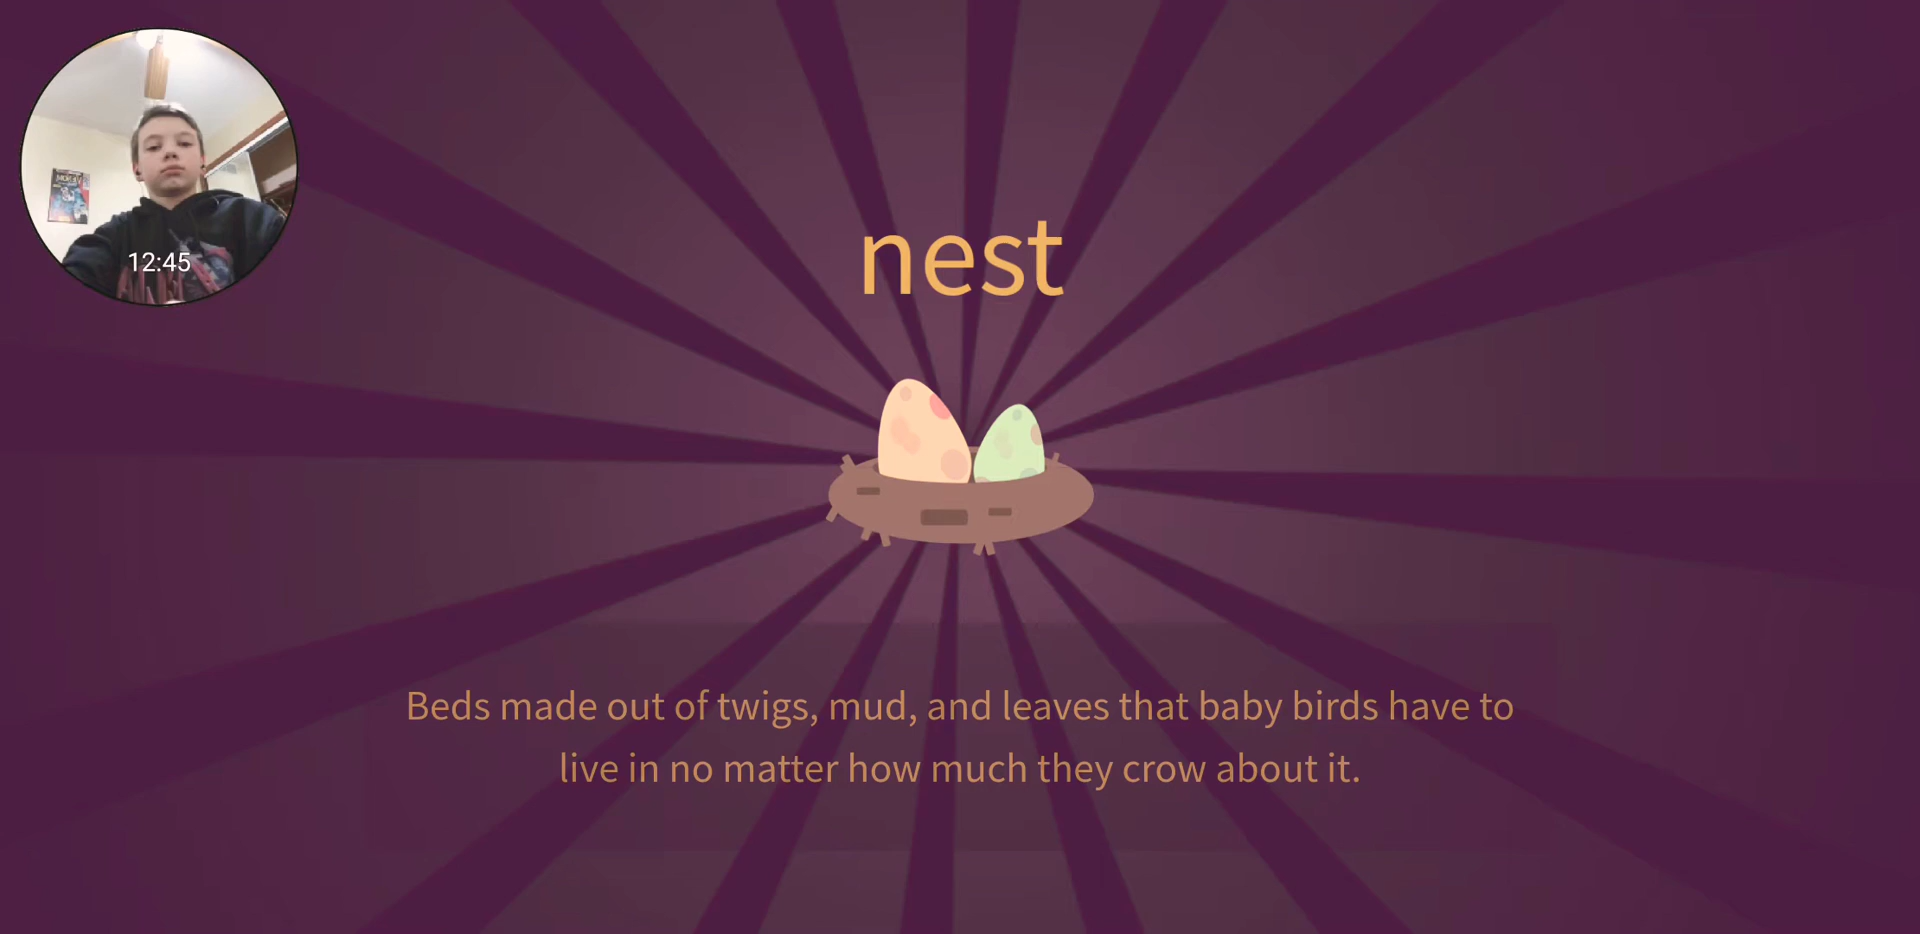 12:45
nest
Beds made out of twigs, mud, and leaves that baby birds have to
live in no matter how much they crow about it.